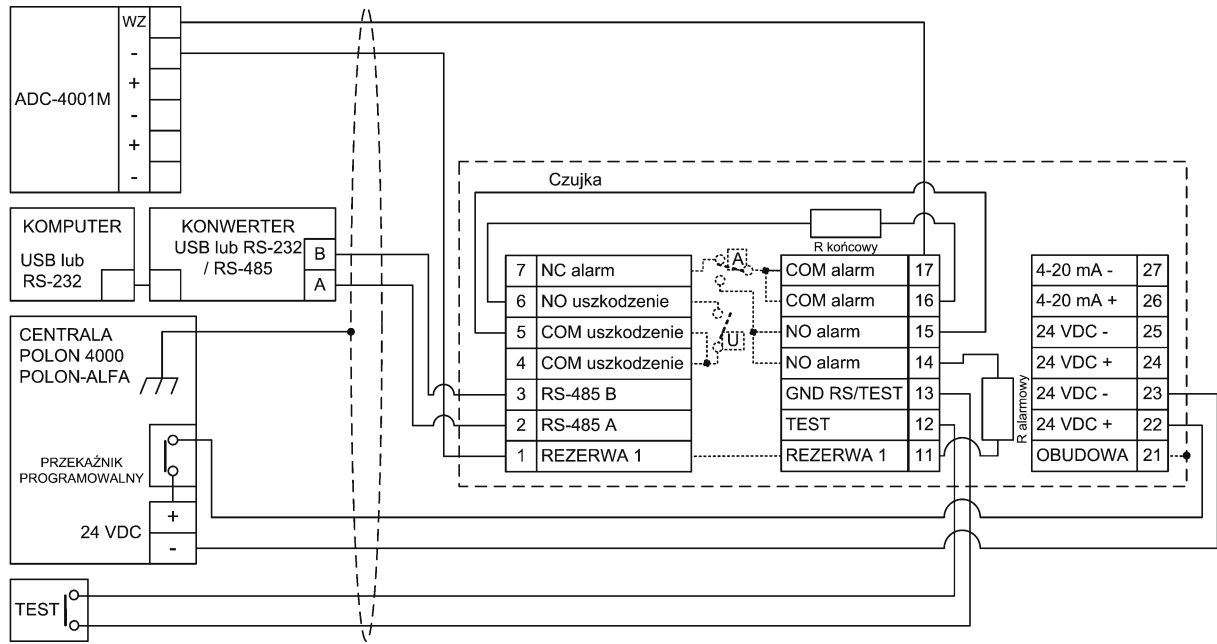 ADC-4001M
WZ
-
+
-
+
-
KOMPUTER
USB lub
RS-232
KONWERTER
USB lub RS-232
/ RS-485
B
A
CENTRALA
POLON 4000
POLON-ALFA
PRZEKAŹNIK
PROGRAMOWALNY
24 VDC
+
-
TEST
Czujka
R końcowy
7 NC alarm
6 NO uszkodzenie
5 COM uszkodzenie
4 COM uszkodzenie
3 RS-485 B
2 RS-485 A
1 REZERWA 1
A
U
COM alarm 17
COM alarm 16
NO alarm 15
NO alarm 14
GND RS/TEST 13
TEST 12
REZERWA 1 11
R alarmowy
4-20 mA - 27
4-20 mA + 26
24 VDC - 25
24 VDC + 24
24 VDC - 23
24 VDC + 22
OBUDOWA 21